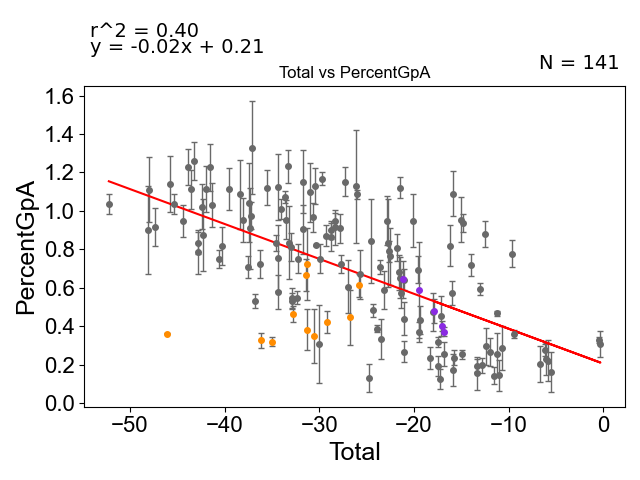 r^2 = 0.40
y = -0.02x + 0.21
N = 141
Total vs PercentGpA
PercentGpA
1.6
1.4
1.2
1.0
0.8
0.6
0.4
0.2
0.0
−50 −40 −30 −20 −10 0
Total